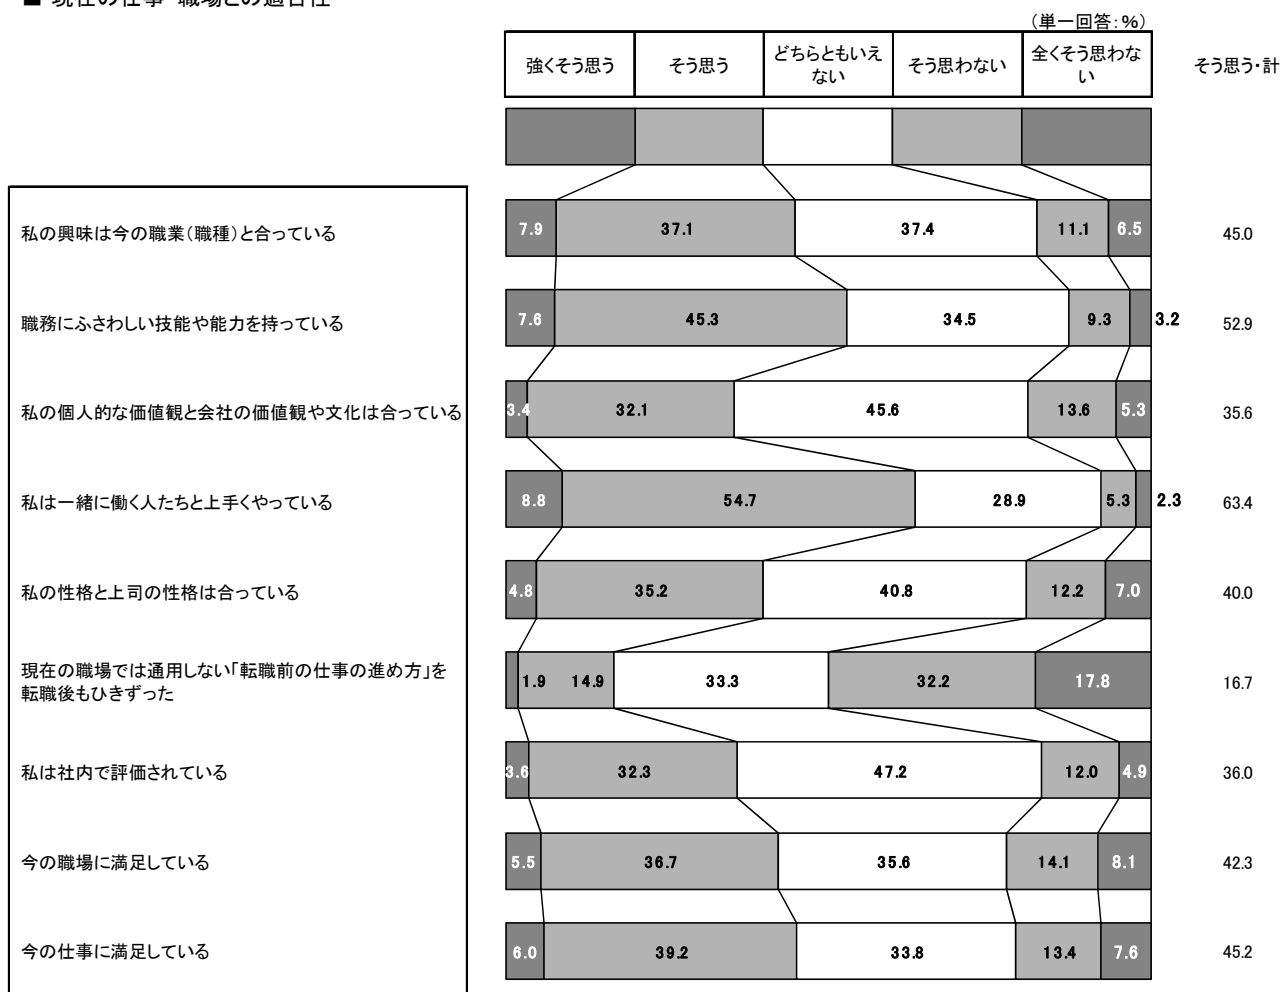 (単一回答:%)
強くそう思う
そう思う
どちらともいえ
ない
そう思わない
全くそう思わな
い
そう思う・計
私の興味は今の職業(職種)と合っている
7.9 37.1 37.4 11.1 6.5 45.0
職務にふさわしい技能や能力を持っている
7.6 45.3 34.5 9.3 3.2 52.9
私の個人的な価値観と会社の価値観や文化は合っている
3.4 32.1 45.6 13.6 5.3 35.6
私は一緒に働く人たちと上手くやっている
8.8 54.7 28.9 5.3 2.3 63.4
私の性格と上司の性格は合っている
4.8 35.2 40.8 12.2 7.0 40.0
現在の職場では通用しない「転職前の仕事の進め方」を
転職後もひきずった
1.9 14.9 33.3 32.2 17.8 16.7
私は社内で評価されている
3.6 32.3 47.2 12.0 4.9 36.0
今の職場に満足している
5.5 36.7 35.6 14.1 8.1 42.3
今の仕事に満足している
6.0 39.2 33.8 13.4 7.6 45.2